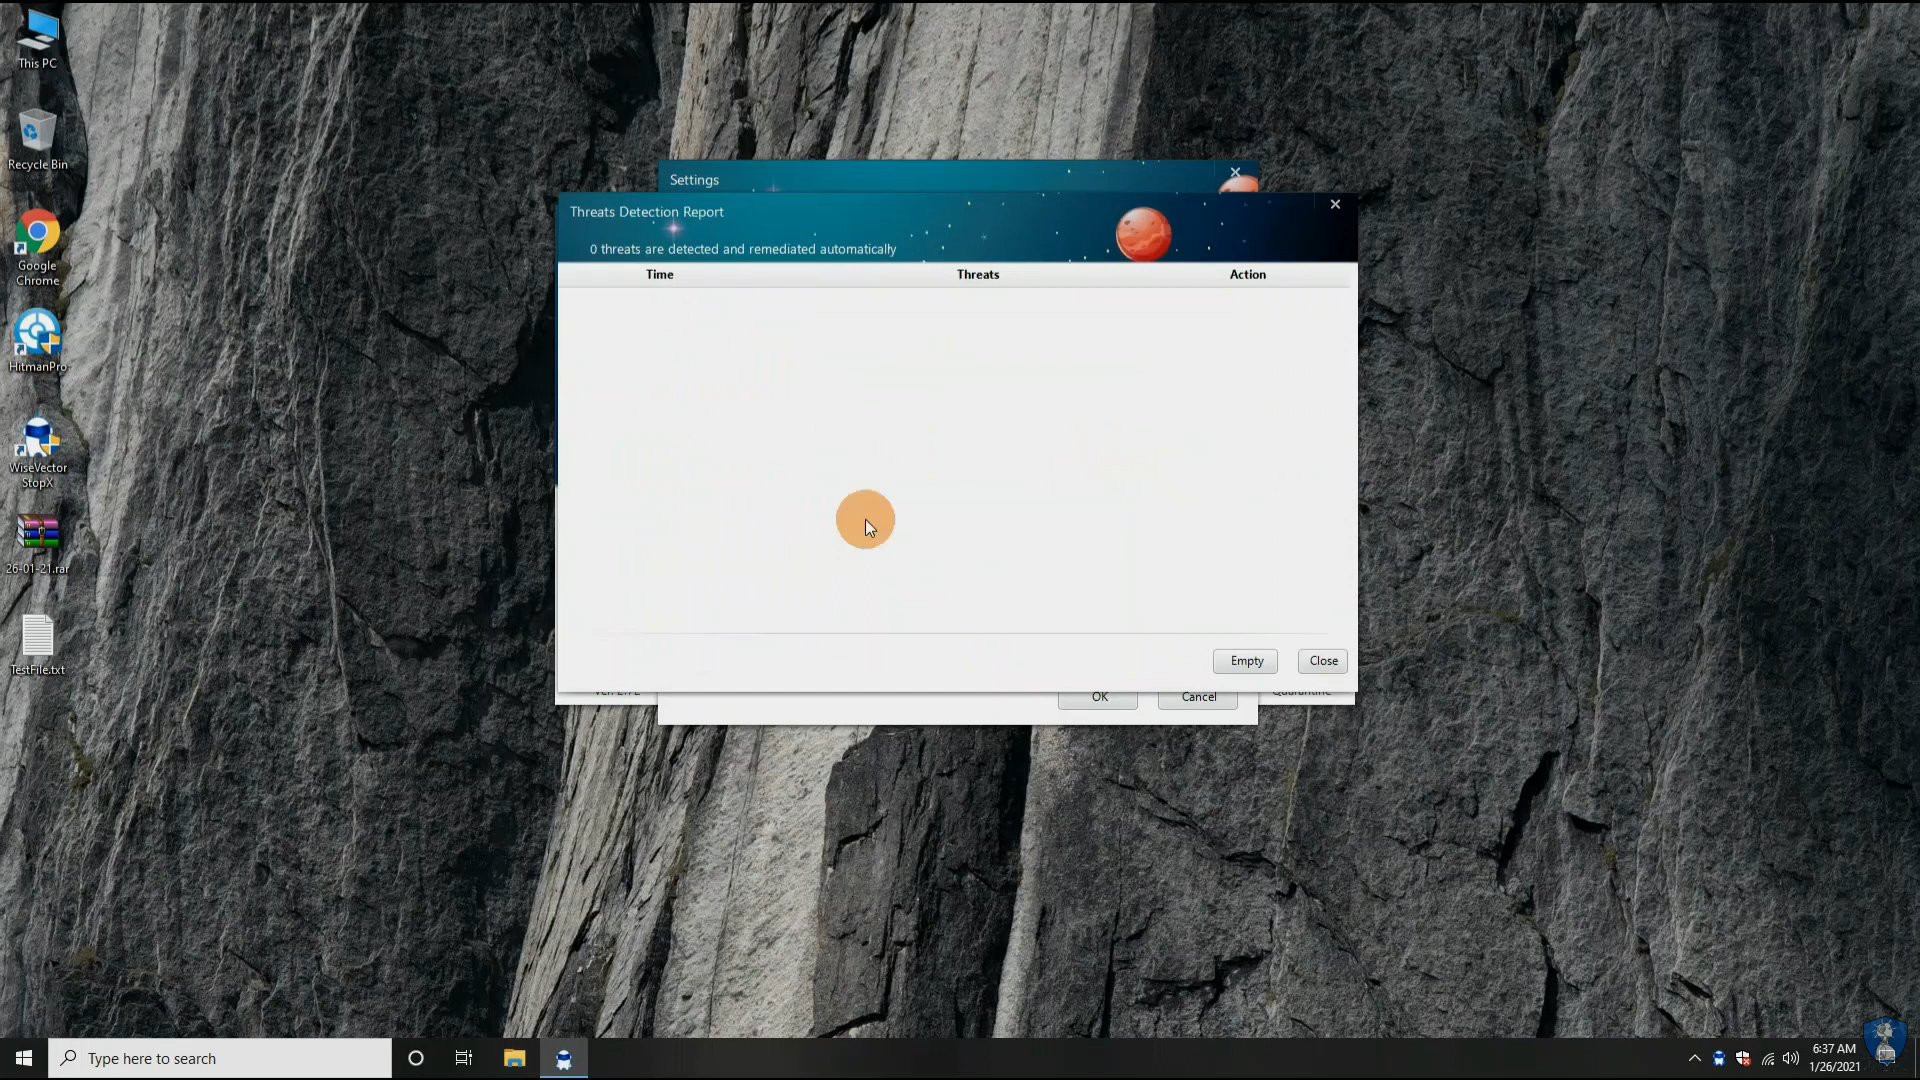 This PC
Recycle Bin
Google
Chrome
HitmanPro
WiseVector
StopX
26-01-21.rar
TestFile.txt
Settings
Threats Detection Report
0 threats are detected and remediated automatically
Time Threats Action
Empty Close
OK Cancel
Type here to search
6:37 AM
1/26/2021